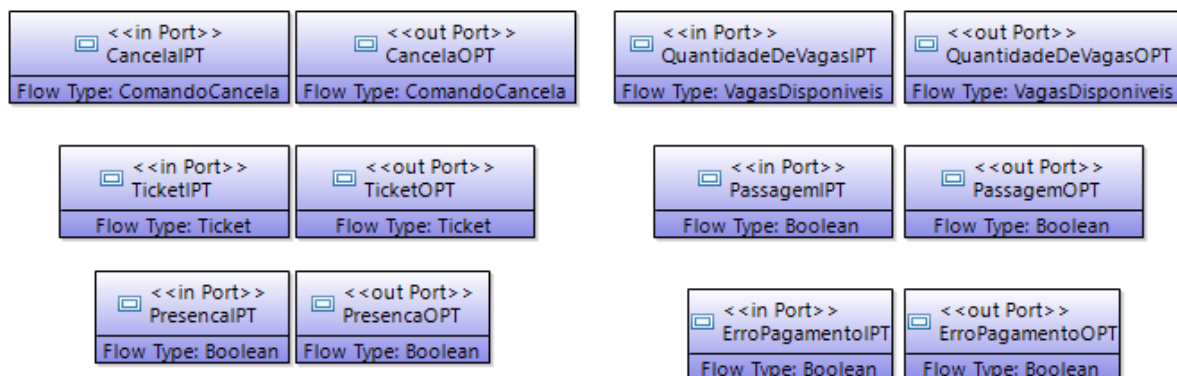 <<in Port>>
CancelaIPT
Flow Type: ComandoCancela
<<out Port>>
CancelaOPT
Flow Type: ComandoCancela
<<in Port>>
QuantidadeDeVagasIPT
Flow Type: VagasDisponiveis
<<out Port>>
QuantidadeDeVagasOPT
Flow Type: VagasDisponiveis
<<in Port>>
TicketIPT
Flow Type: Ticket
<<out Port>>
TicketOPT
Flow Type: Ticket
<<in Port>>
PassagemIPT
Flow Type: Boolean
<<out Port>>
PassagemOPT
Flow Type: Boolean
<<in Port>>
PresencaIPT
Flow Type: Boolean
<<out Port>>
PresencaOPT
Flow Type: Boolean
<<in Port>>
ErroPagamentoIPT
Flow Type: Boolean
<<out Port>>
ErroPagamentoOPT
Flow Type: Boolean